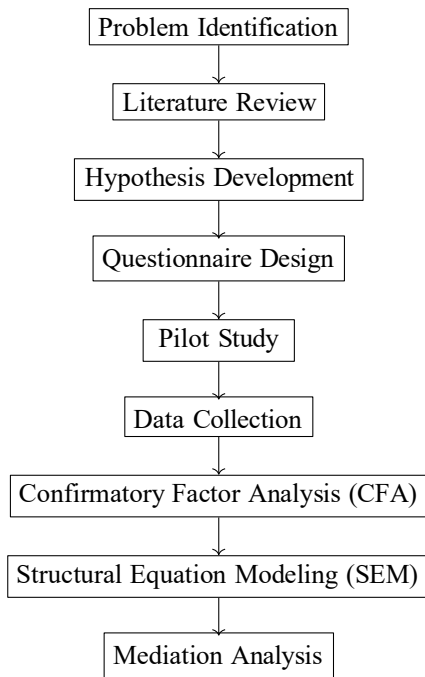 Problem Identification
Literature Review
Hypothesis Development
Questionnaire Design
Pilot Study
Data Collection
Confirmatory Factor Analysis (CFA)
Structural Equation Modeling (SEM)
Mediation Analysis